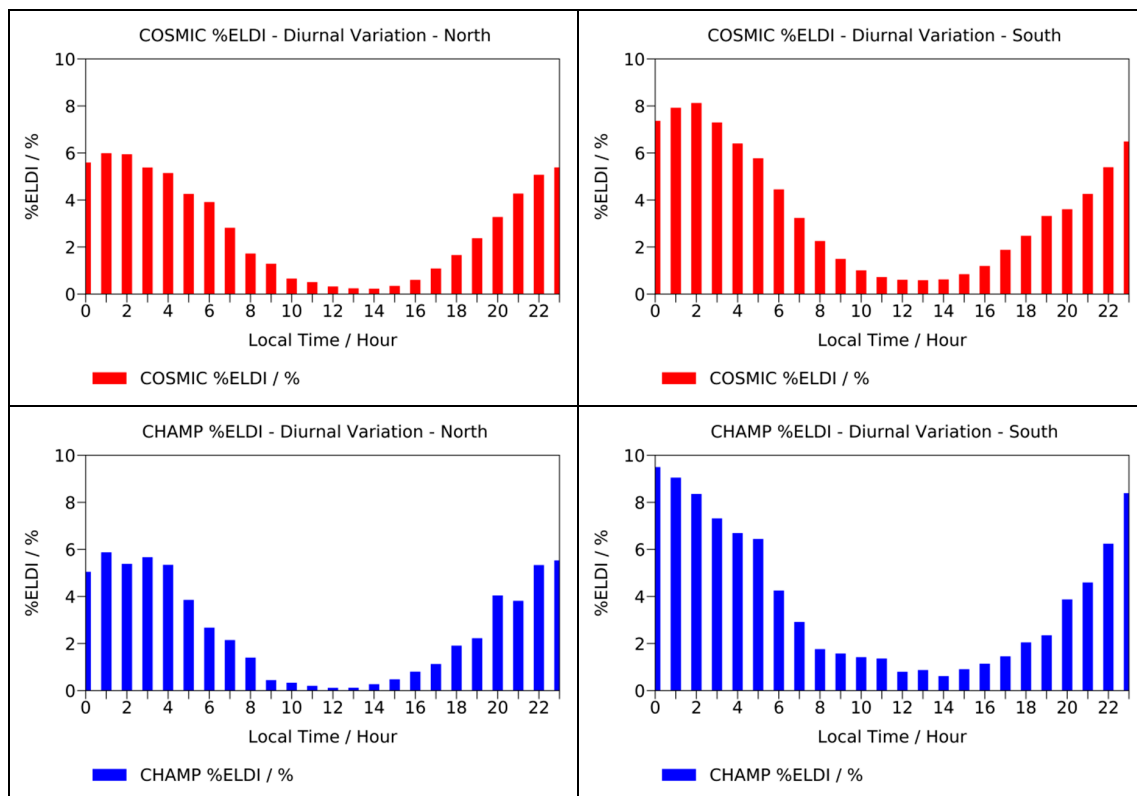 COSMIC %ELDI - Diurnal Variation - North
10
8
6
4
2
0
%ELDI / %
0 2 4 6 8 10 12 14 16 18 20 22
Local Time / Hour
COSMIC %ELDI / %
COSMIC %ELDI - Diurnal Variation - South
10
8
6
4
2
0
%ELDI / %
0 2 4 6 8 10 12 14 16 18 20 22
Local Time / Hour
COSMIC %ELDI / %
CHAMP %ELDI - Diurnal Variation - North
10
8
6
4
2
0
%ELDI / %
0 2 4 6 8 10 12 14 16 18 20 22
Local Time / Hour
CHAMP %ELDI / %
CHAMP %ELDI - Diurnal Variation - South
10
8
6
4
2
0
%ELDI / %
0 2 4 6 8 10 12 14 16 18 20 22
Local Time / Hour
CHAMP %ELDI / %